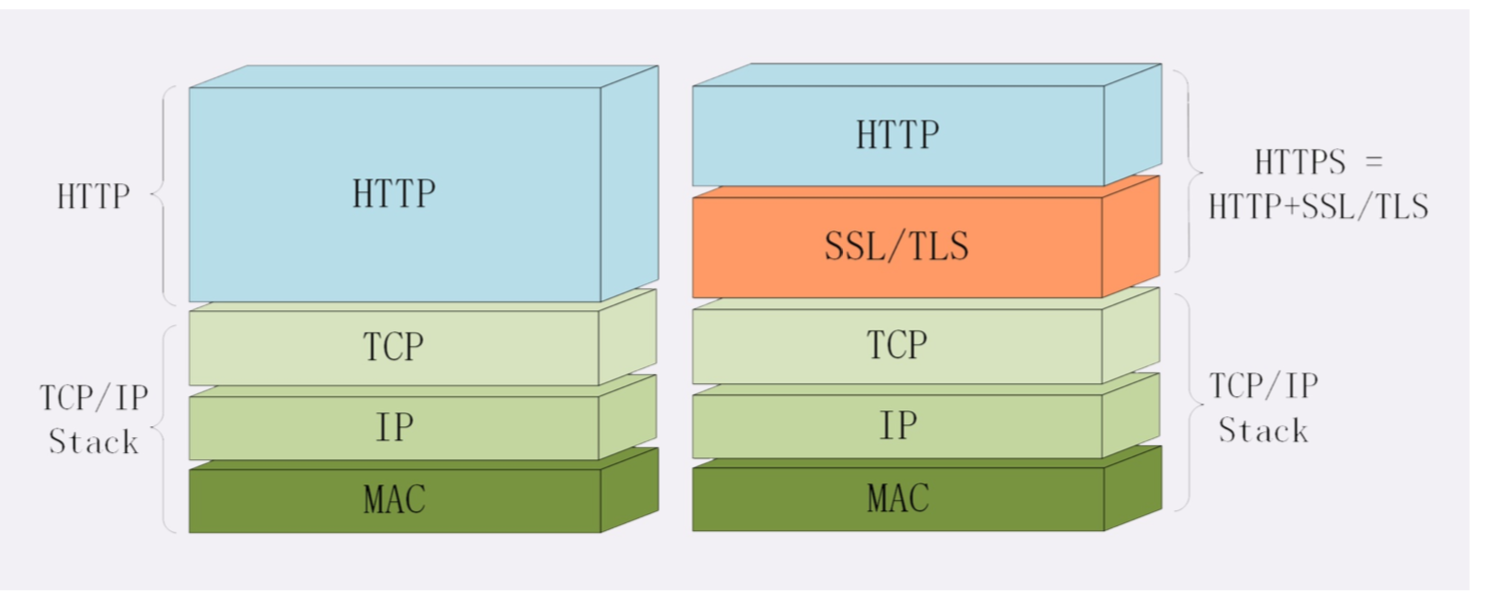 HTTP
HTTP
TCP
IP
MAC
TCP/IP
Stack
HTTP
SSL/TLS
TCP
IP
MAC
HTTPS =
HTTP+SSL/TLS
TCP/IP
Stack